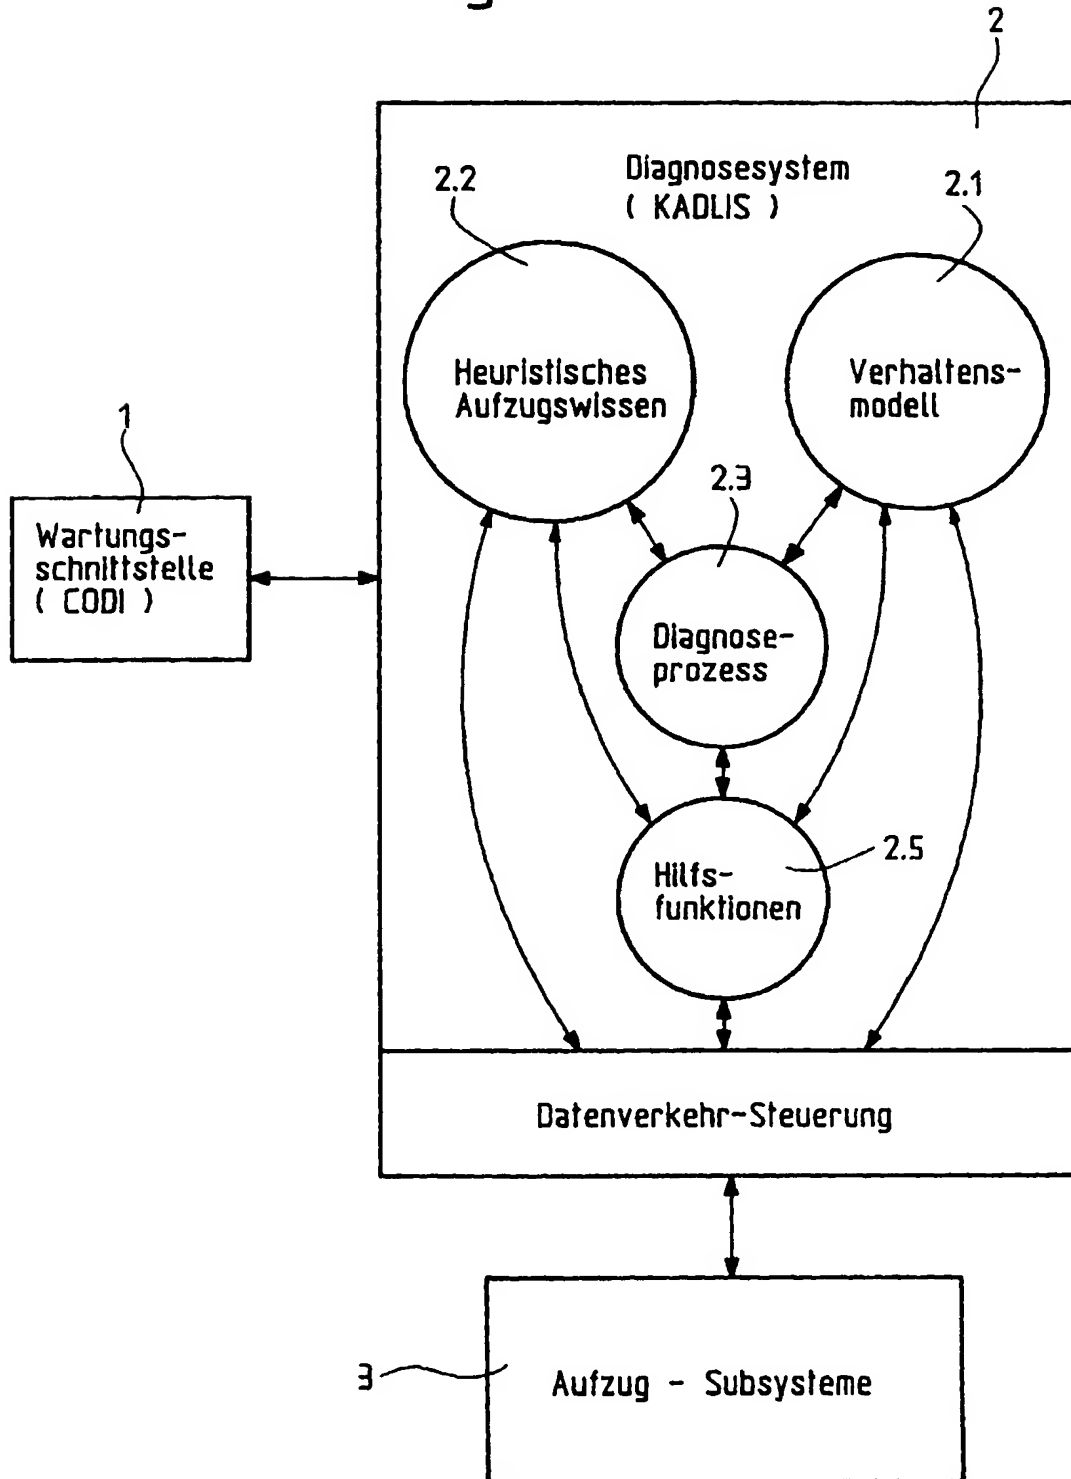 2
Diagnosesystem
( KADLIS )
2.2
2.1
Heuristisches
Aufzugswissen
Verhaltens-
modell
1
2.3
Wartungs-
schnittstelle
( CODI )
Diagnose-
prozess
2.5
Hilfs-
funktionen
Datenverkehr-Steuerung
3
Aufzug - Subsysteme